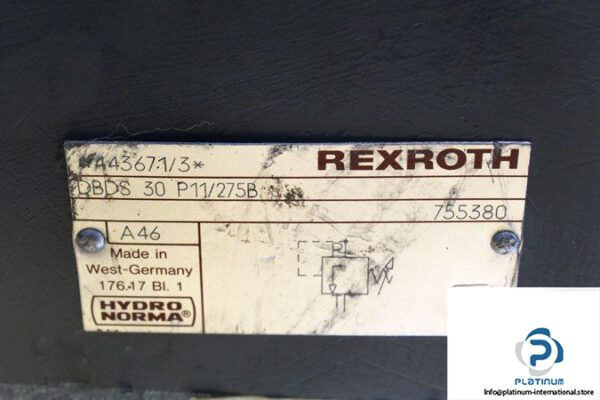 443671/3*
REXROTH
DBDS 30 P11/275B
755380
A46
Made in
West-Germany
176.17 Bl. 1
HYDRO
NORMA®
P
PLATINUM
info@platinum-international.store